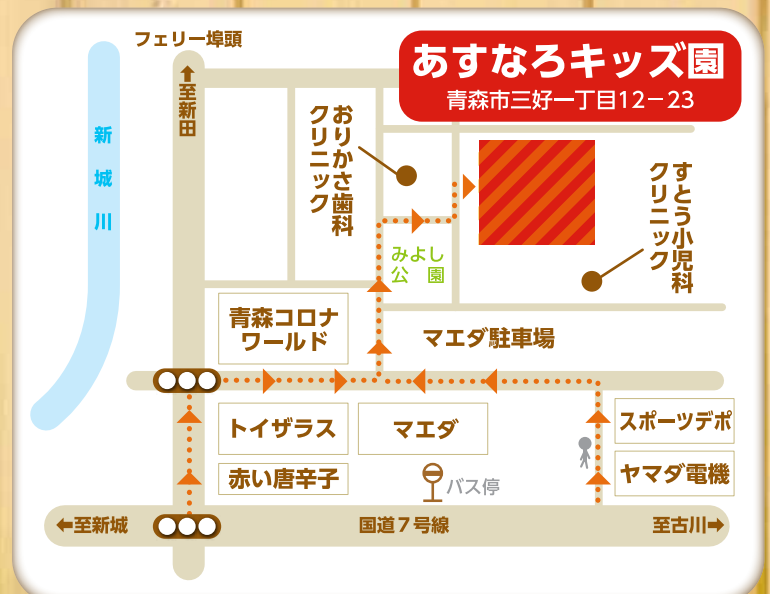 フェリー埠頭
あすなろキッズ園
青森市三好一丁目12－23
↑至新田
新城川
おりかさ歯科
クリニック
すとう小児科
クリニック
みよし
公園
青森コロナ
ワールド
マエダ駐車場
トイザラス
マエダ
スポーツデポ
赤い唐辛子
バス停
ヤマダ電機
←至新城
国道7号線
至古川→